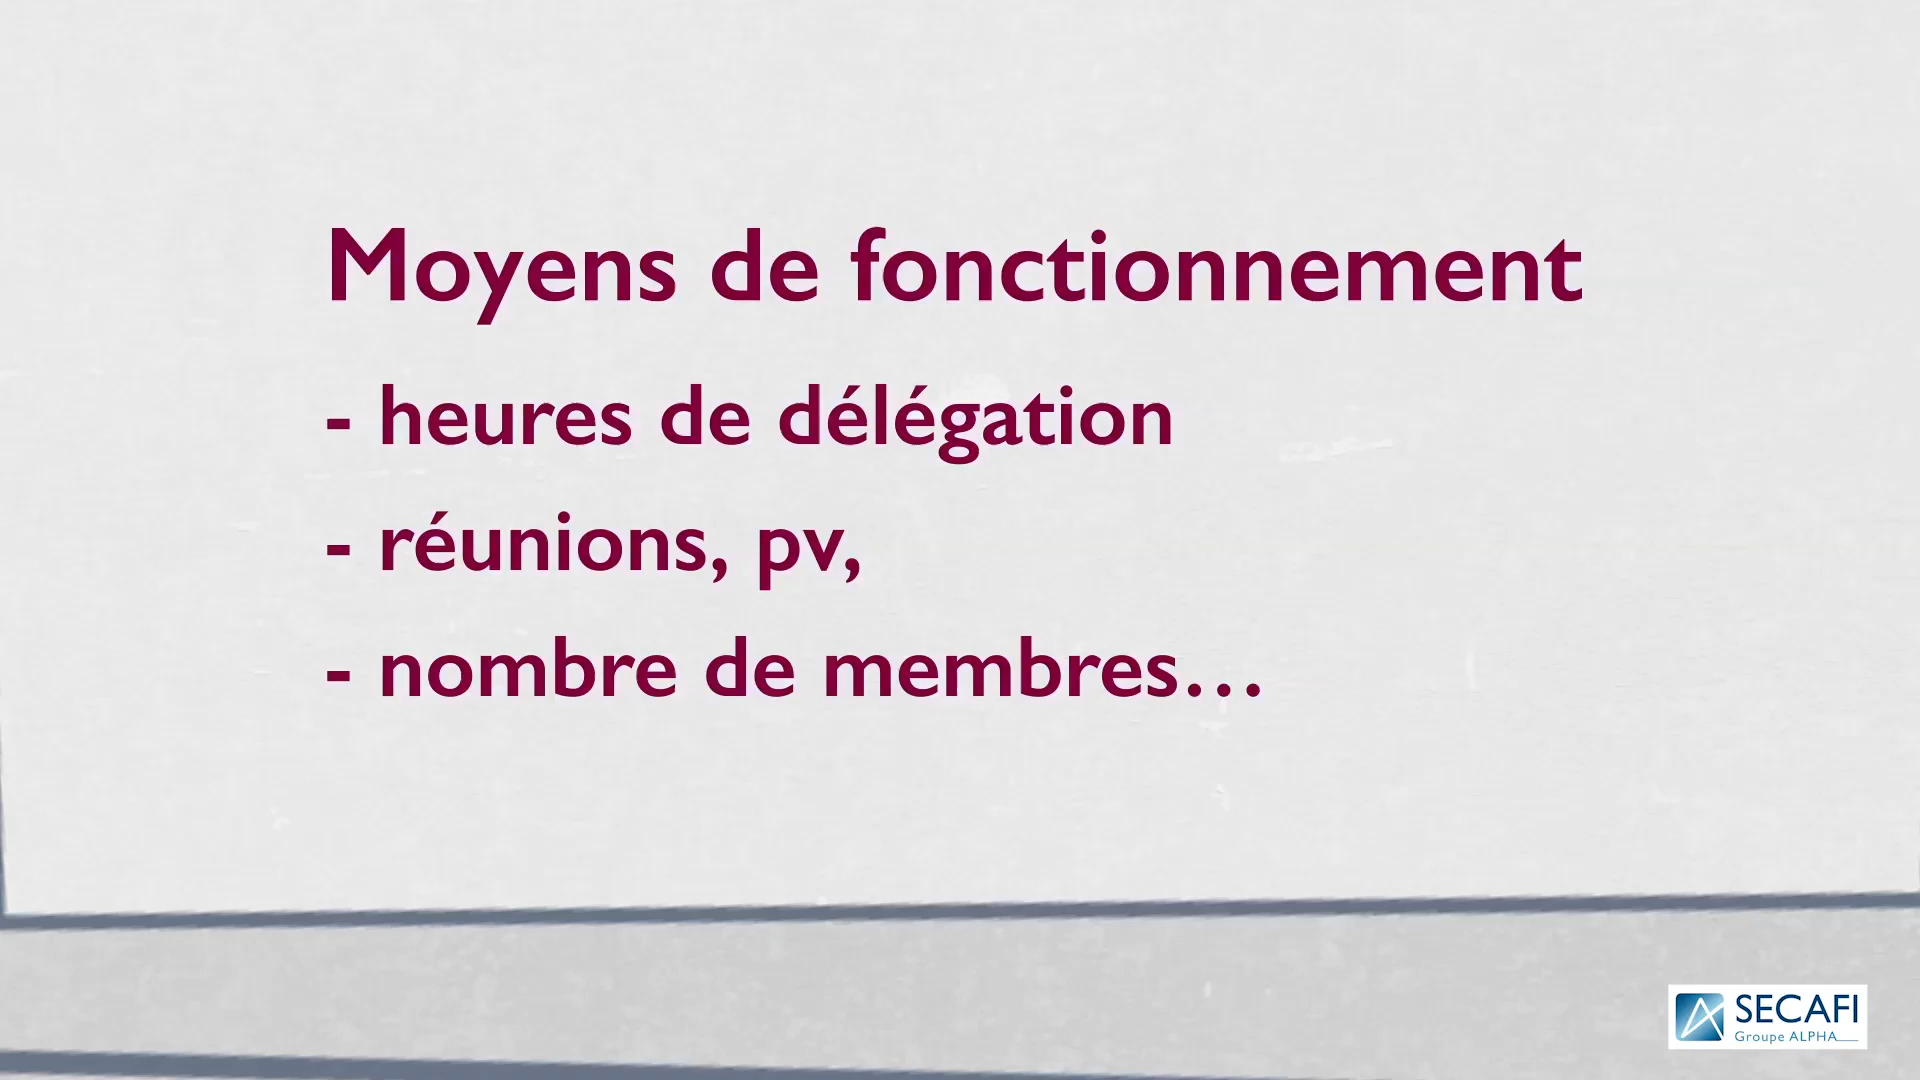 Moyens de fonctionnement
- heures de délégation
- réunions, pv,
- nombre de membres…
SECAFI
Groupe ALPHA